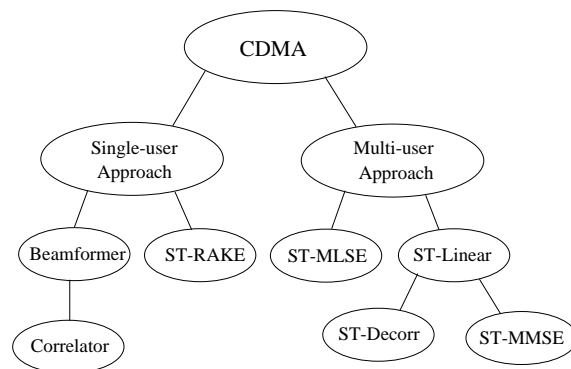 CDMA
Single-user
Approach
Multi-user
Approach
Beamformer
ST-RAKE
ST-MLSE
ST-Linear
Correlator
ST-Decorr
ST-MMSE